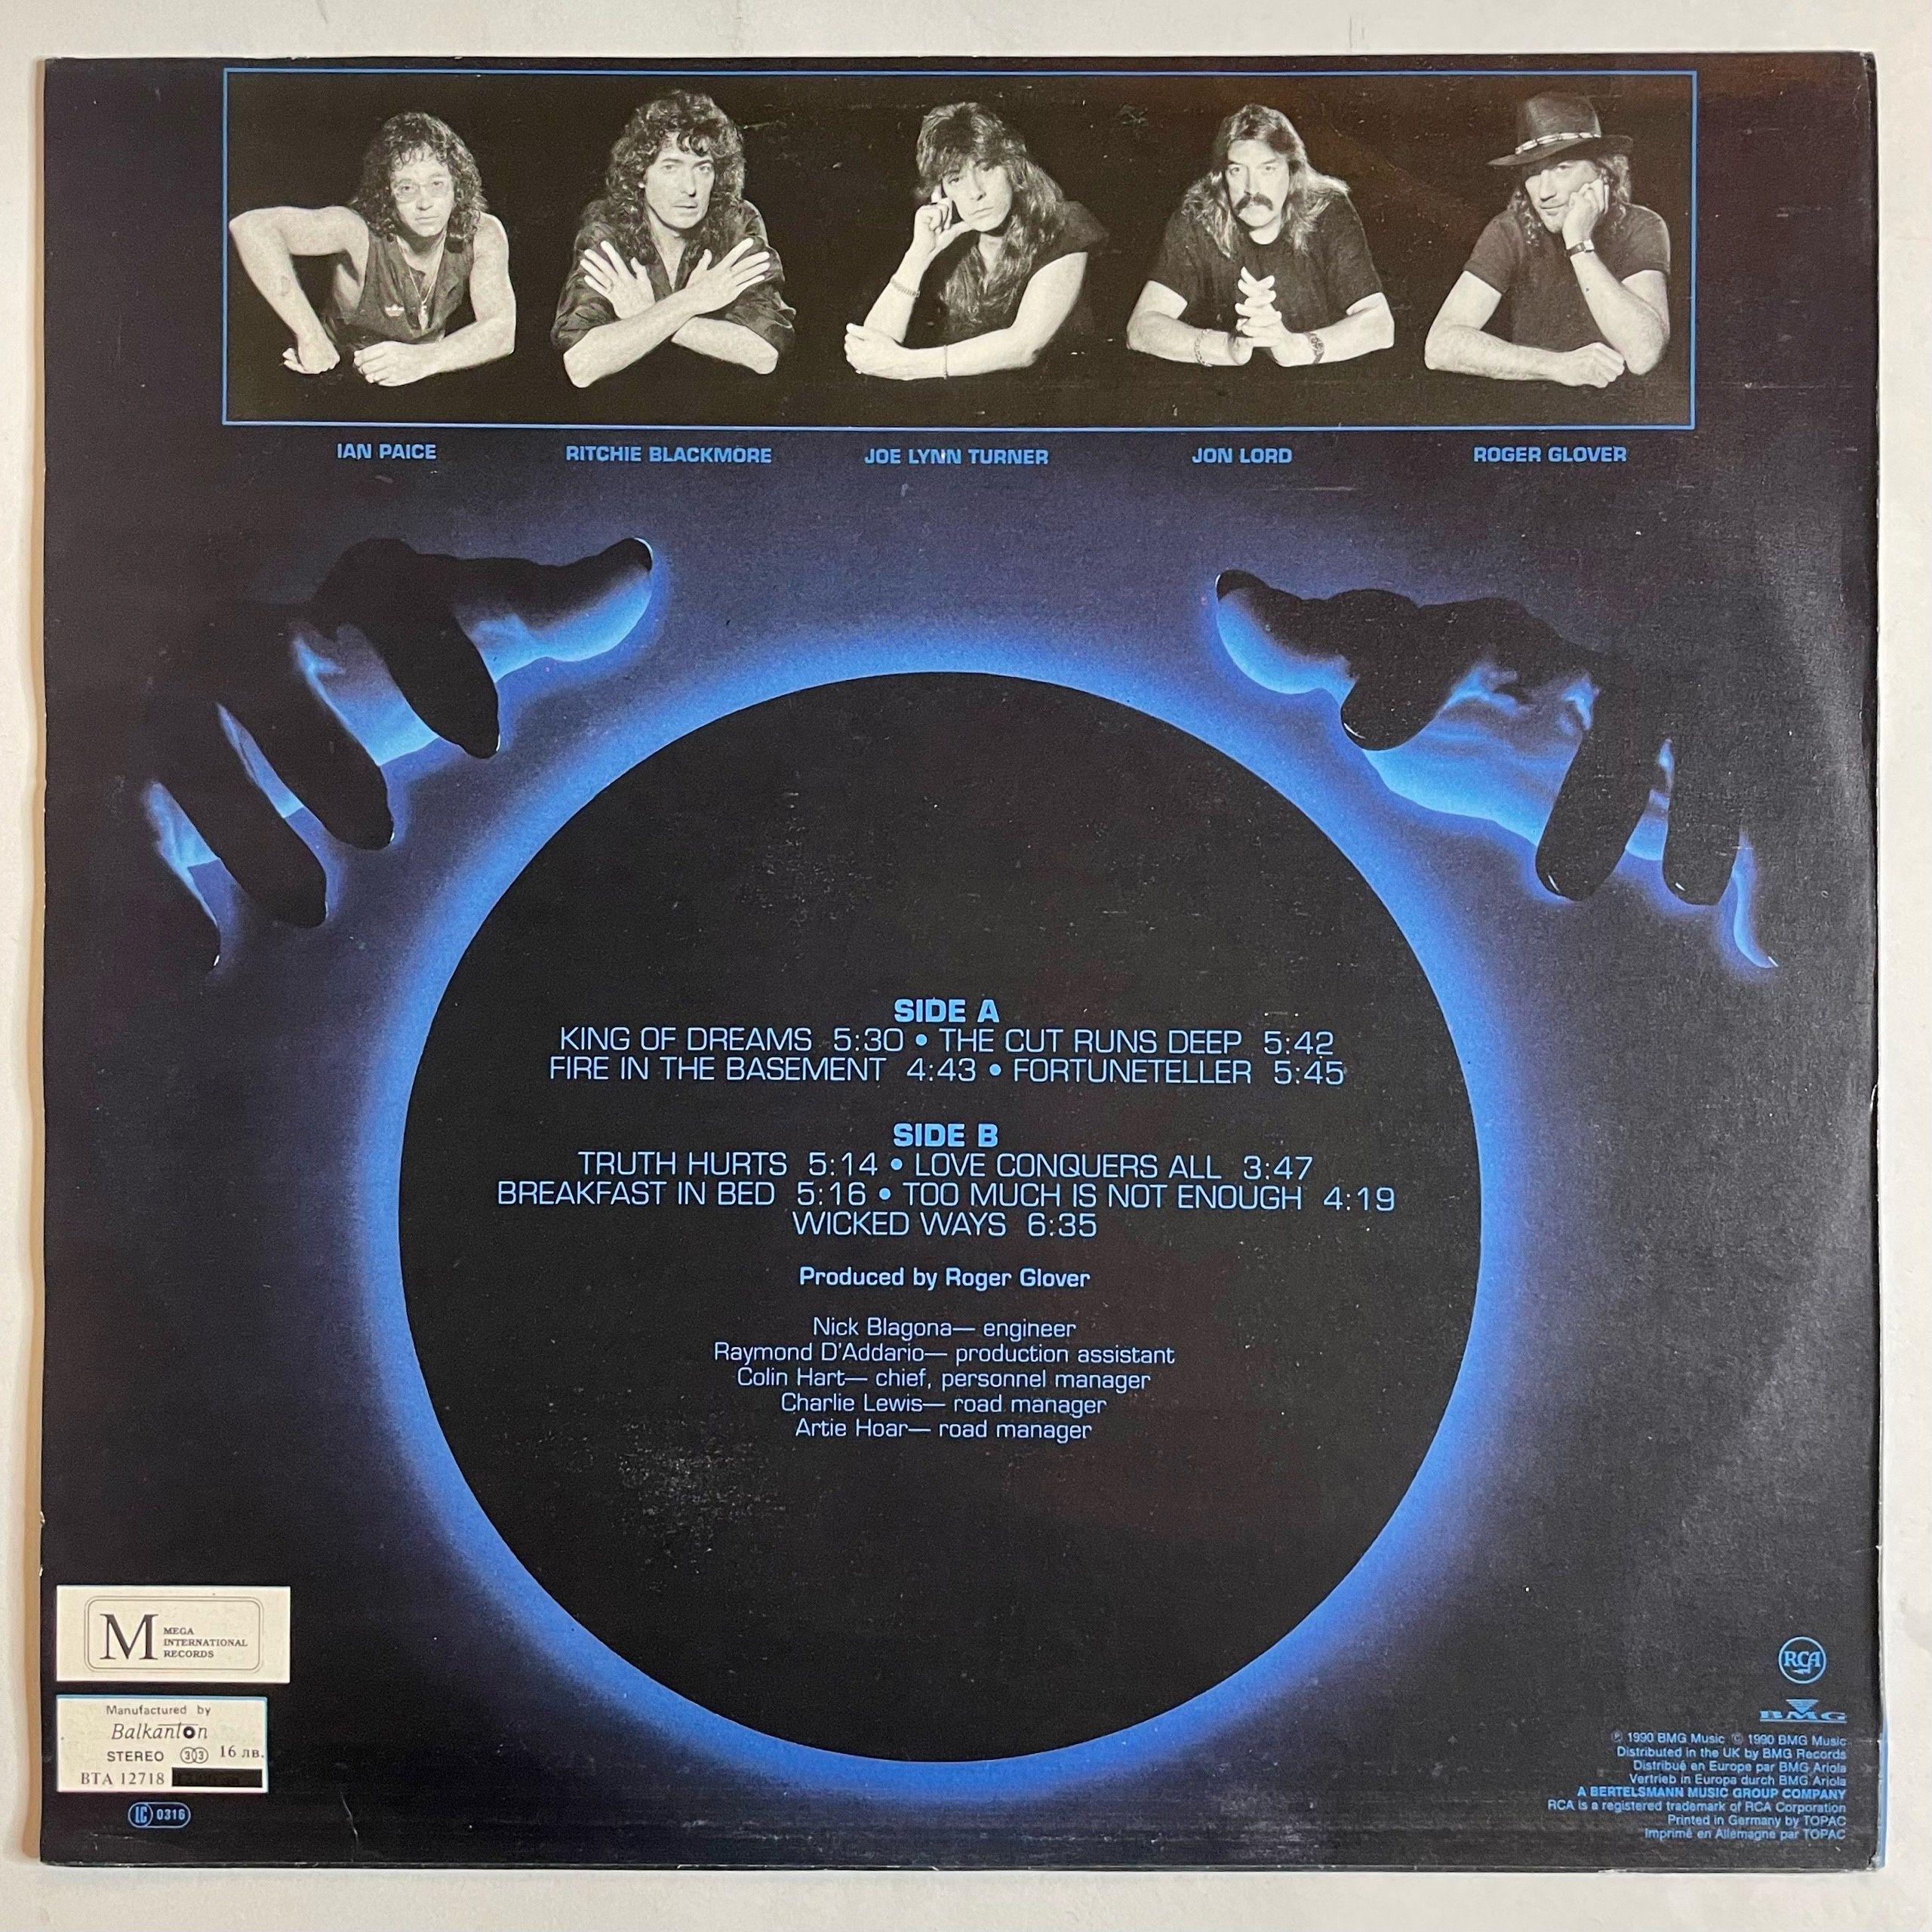 IAN PAICE RITCHIE BLACKMORE JOE LYNN TURNER JON LORD ROGER GLOVER
SIDE A
KING OF DREAMS 5:30 • THE CUT RUNS DEEP 5:42
FIRE IN THE BASEMENT 4:43 • FORTUNETELLER 5:45
SIDE B
TRUTH HURTS 5:14 • LOVE CONQUERS ALL 3:47
BREAKFAST IN BED 5:16 • TOO MUCH IS NOT ENOUGH 4:19
WICKED WAYS 6:35
Produced by Roger Glover
Nick Blagona— engineer
Raymond D'Addario— production assistant
Colin Hart— chief, personnel manager
Charlie Lewis— road manager
Artie Hoar— road manager
M MEGA
INTERNATIONAL
RECORDS
Manufactured by
Balkanton
STEREO 33 16 лв.
BTA 12718
LC 0316
RCA
BMG
℗ 1990 BMG Music © 1990 BMG Music
Distributed in the UK by BMG Records
Distribué en Europe par BMG Ariola
Vertrieb in Europa durch BMG Ariola
A BERTELSMANN MUSIC GROUP COMPANY
RCA is a registered trademark of RCA Corporation
Printed in Germany by TOPAC
Imprimé en Allemagne par TOPAC